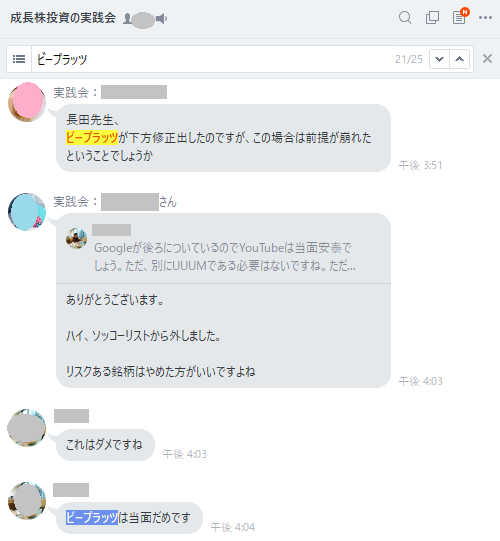 成長株投資の実践会
ビープラッツ
21/25
実践会：
長田先生、
ビープラッツが下方修正出したのですが、この場合は前提が崩れた
ということでしょうか
午後 3:51
実践会：さん
Googleが後ろについているのでYouTubeは当面安泰で
しょう。ただ、別にUUUMである必要はないですね。ただ...
ありがとうございます。
ハイ、ソッコーリストから外しました。
リスクある銘柄はやめた方がいいですよね
午後 4:03
これはダメですね
午後 4:03
ビープラッツは当面だめです
午後 4:04